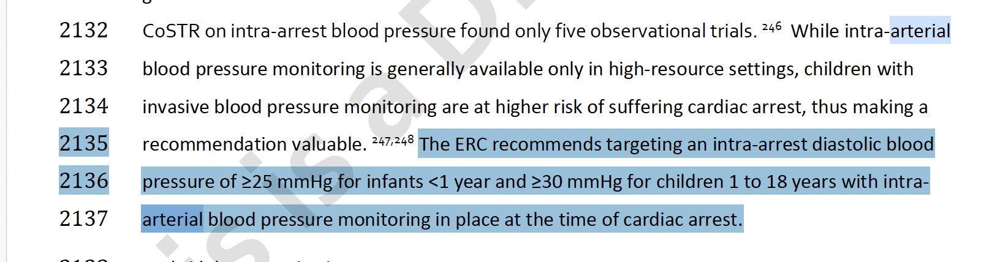 2132 CoSTR on intra-arrest blood pressure found only five observational trials. 246 While intra-arterial
2133 blood pressure monitoring is generally available only in high-resource settings, children with
2134 invasive blood pressure monitoring are at higher risk of suffering cardiac arrest, thus making a
2135 recommendation valuable. 247,248 The ERC recommends targeting an intra-arrest diastolic blood
2136 pressure of ≥25 mmHg for infants <1 year and ≥30 mmHg for children 1 to 18 years with intra-
2137 arterial blood pressure monitoring in place at the time of cardiac arrest.
is is a D